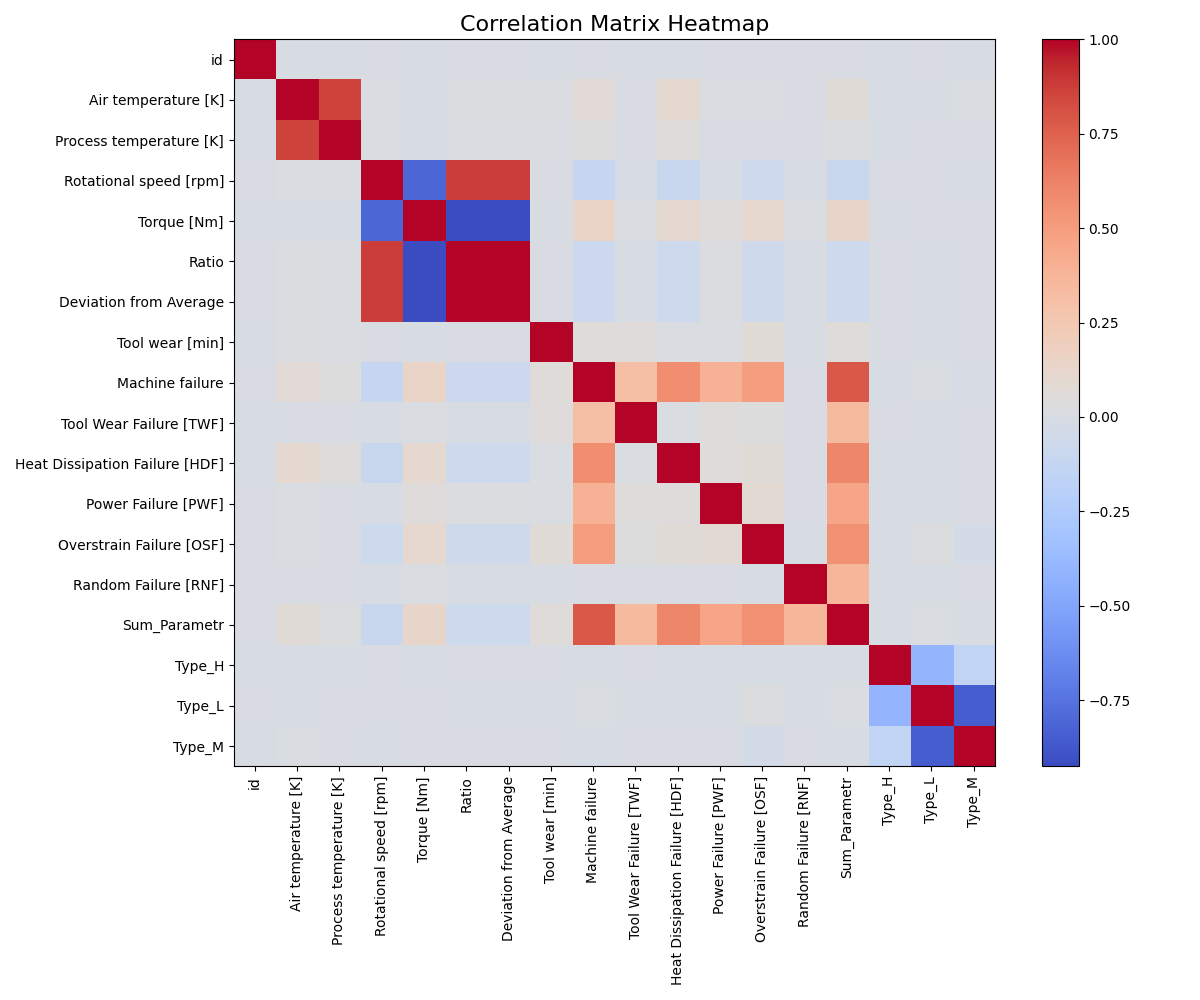 Correlation Matrix Heatmap
id
Air temperature [K]
Process temperature [K]
Rotational speed [rpm]
Torque [Nm]
Ratio
Deviation from Average
Tool wear [min]
Machine failure
Tool Wear Failure [TWF]
Heat Dissipation Failure [HDF]
Power Failure [PWF]
Overstrain Failure [OSF]
Random Failure [RNF]
Sum_Parametr
Type_H
Type_L
Type_M
id
Air temperature [K]
Process temperature [K]
Rotational speed [rpm]
Torque [Nm]
Ratio
Deviation from Average
Tool wear [min]
Machine failure
Tool Wear Failure [TWF]
Heat Dissipation Failure [HDF]
Power Failure [PWF]
Overstrain Failure [OSF]
Random Failure [RNF]
Sum_Parametr
Type_H
Type_L
Type_M
1.00
0.75
0.50
0.25
0.00
−0.25
−0.50
−0.75